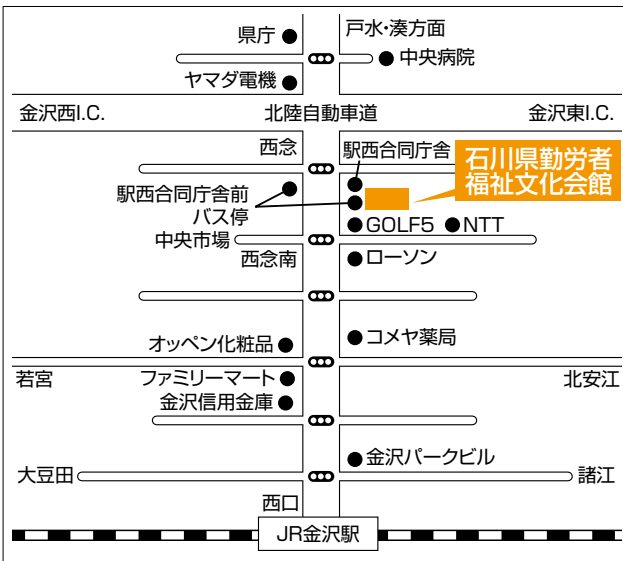 県庁
戸水・湊方面
中央病院
ヤマダ電機
金沢西I.C.
北陸自動車道
金沢東I.C.
西念
駅西合同庁舎
石川県勤労者
福祉文化会館
駅西合同庁舎前
バス停
GOLF5
NTT
中央市場
西念南
ローソン
オッペン化粧品
コメヤ薬局
若宮
ファミリーマート
北安江
金沢信用金庫
金沢パークビル
大豆田
諸江
西口
JR金沢駅